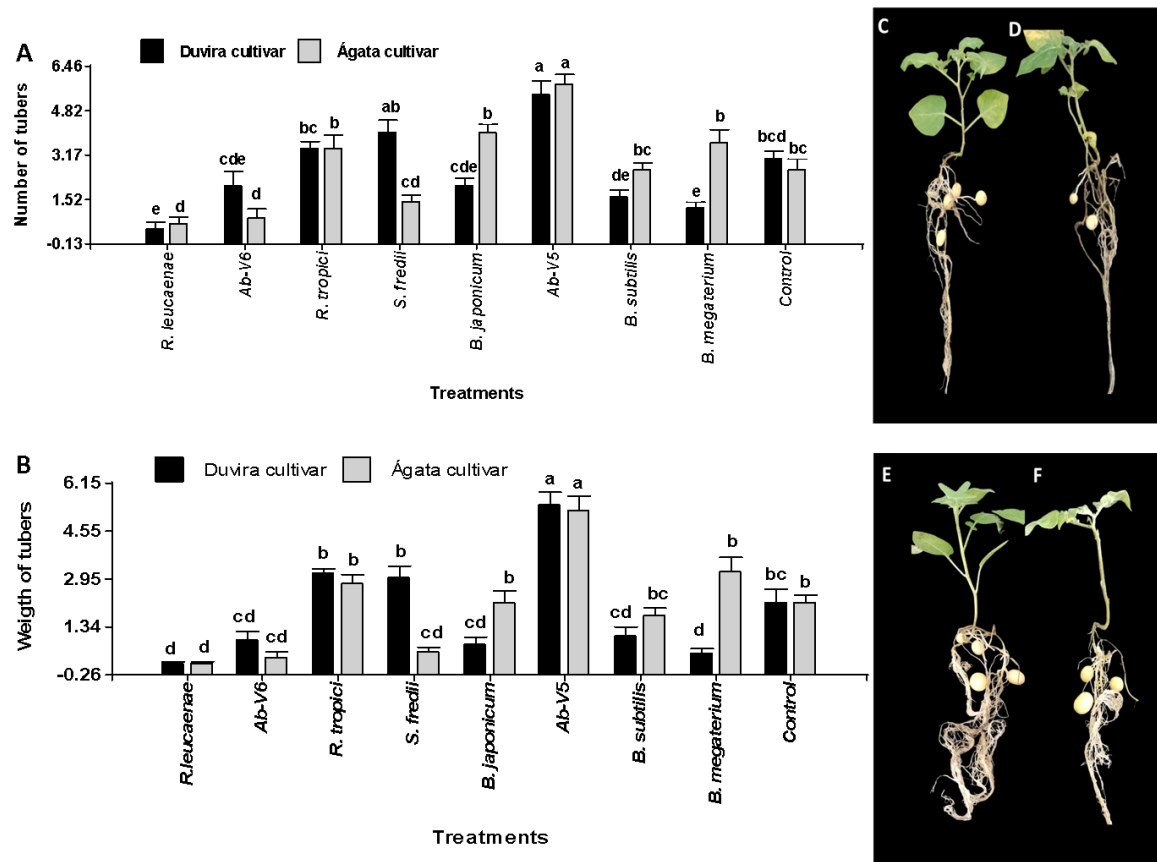 A
Duvira cultivar
Ágata cultivar
Number of tubers
6.46
4.82
3.17
1.52
-0.13
e d
cde d
bc b
ab cd
cde b
a a
de bc
e b
bcd bc
R. leucaenae
Ab-V6
R. tropici
S. fredii
B. japonicum
Ab-V5
B. subtilis
B. megaterium
Control
Treatments
B
Duvira cultivar
Ágata cultivar
Weigth of tubers
6.15
4.55
2.95
1.34
-0.26
d d
cd cd
b b
b cd
cd b
a a
cd bc
d b
bc b
R.leucaenae
Ab-V6
R. tropici
S. fredii
B. japonicum
Ab-V5
B. subtilis
B. megaterium
Control
Treatments
C
D
E
F